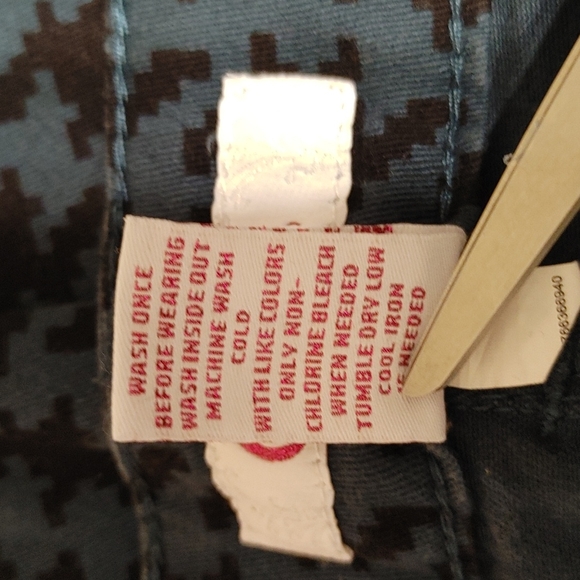 WASH ONCE
BEFORE WEARING
WASH INSIDE OUT
MACHINE WASH
COLD
WITH LIKE COLORS
ONLY NON-
CHLORINE BLEACH
WHEN NEEDED
TUMBLE DRY LOW
COOL IRON
NEEDED